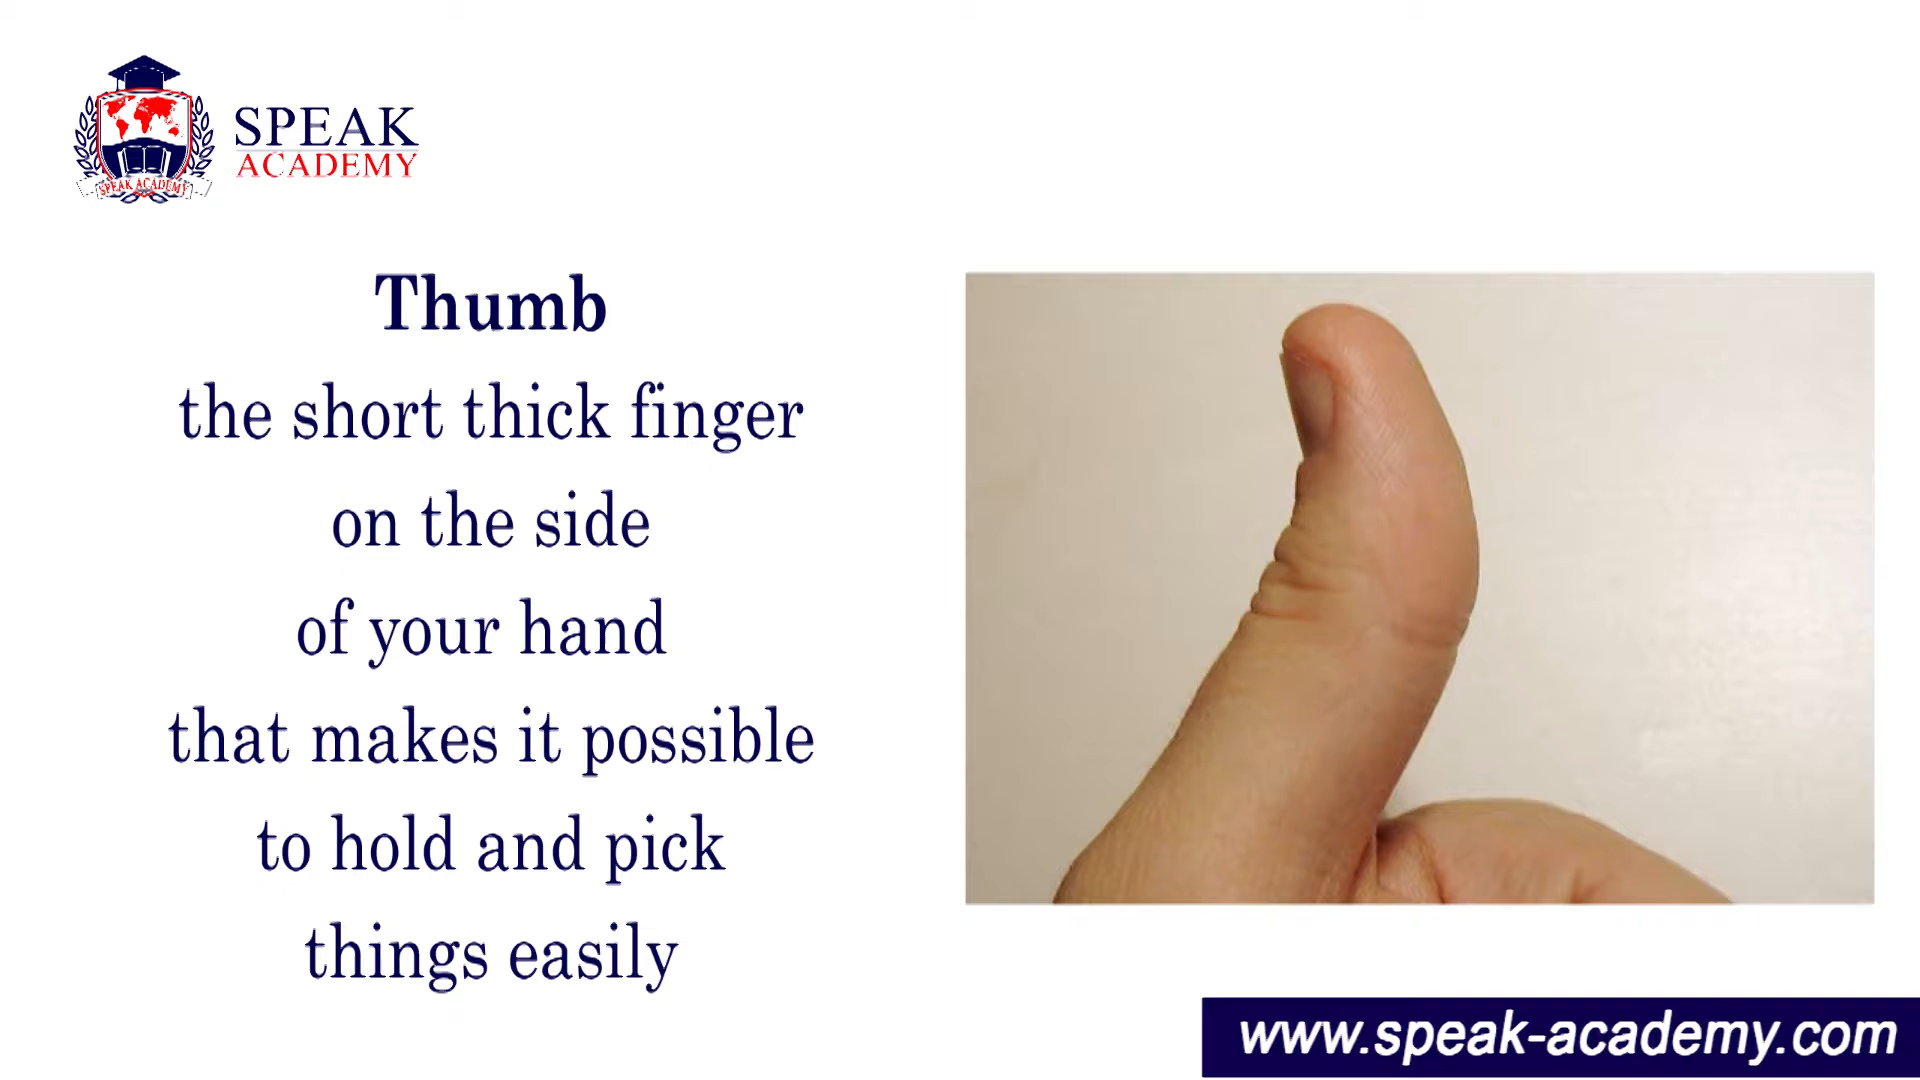 SPEAK
ACADEMY
SPEAK ACADEMY
Thumb
the short thick finger
on the side
of your hand
that makes it possible
to hold and pick
things easily
www.speak-academy.com